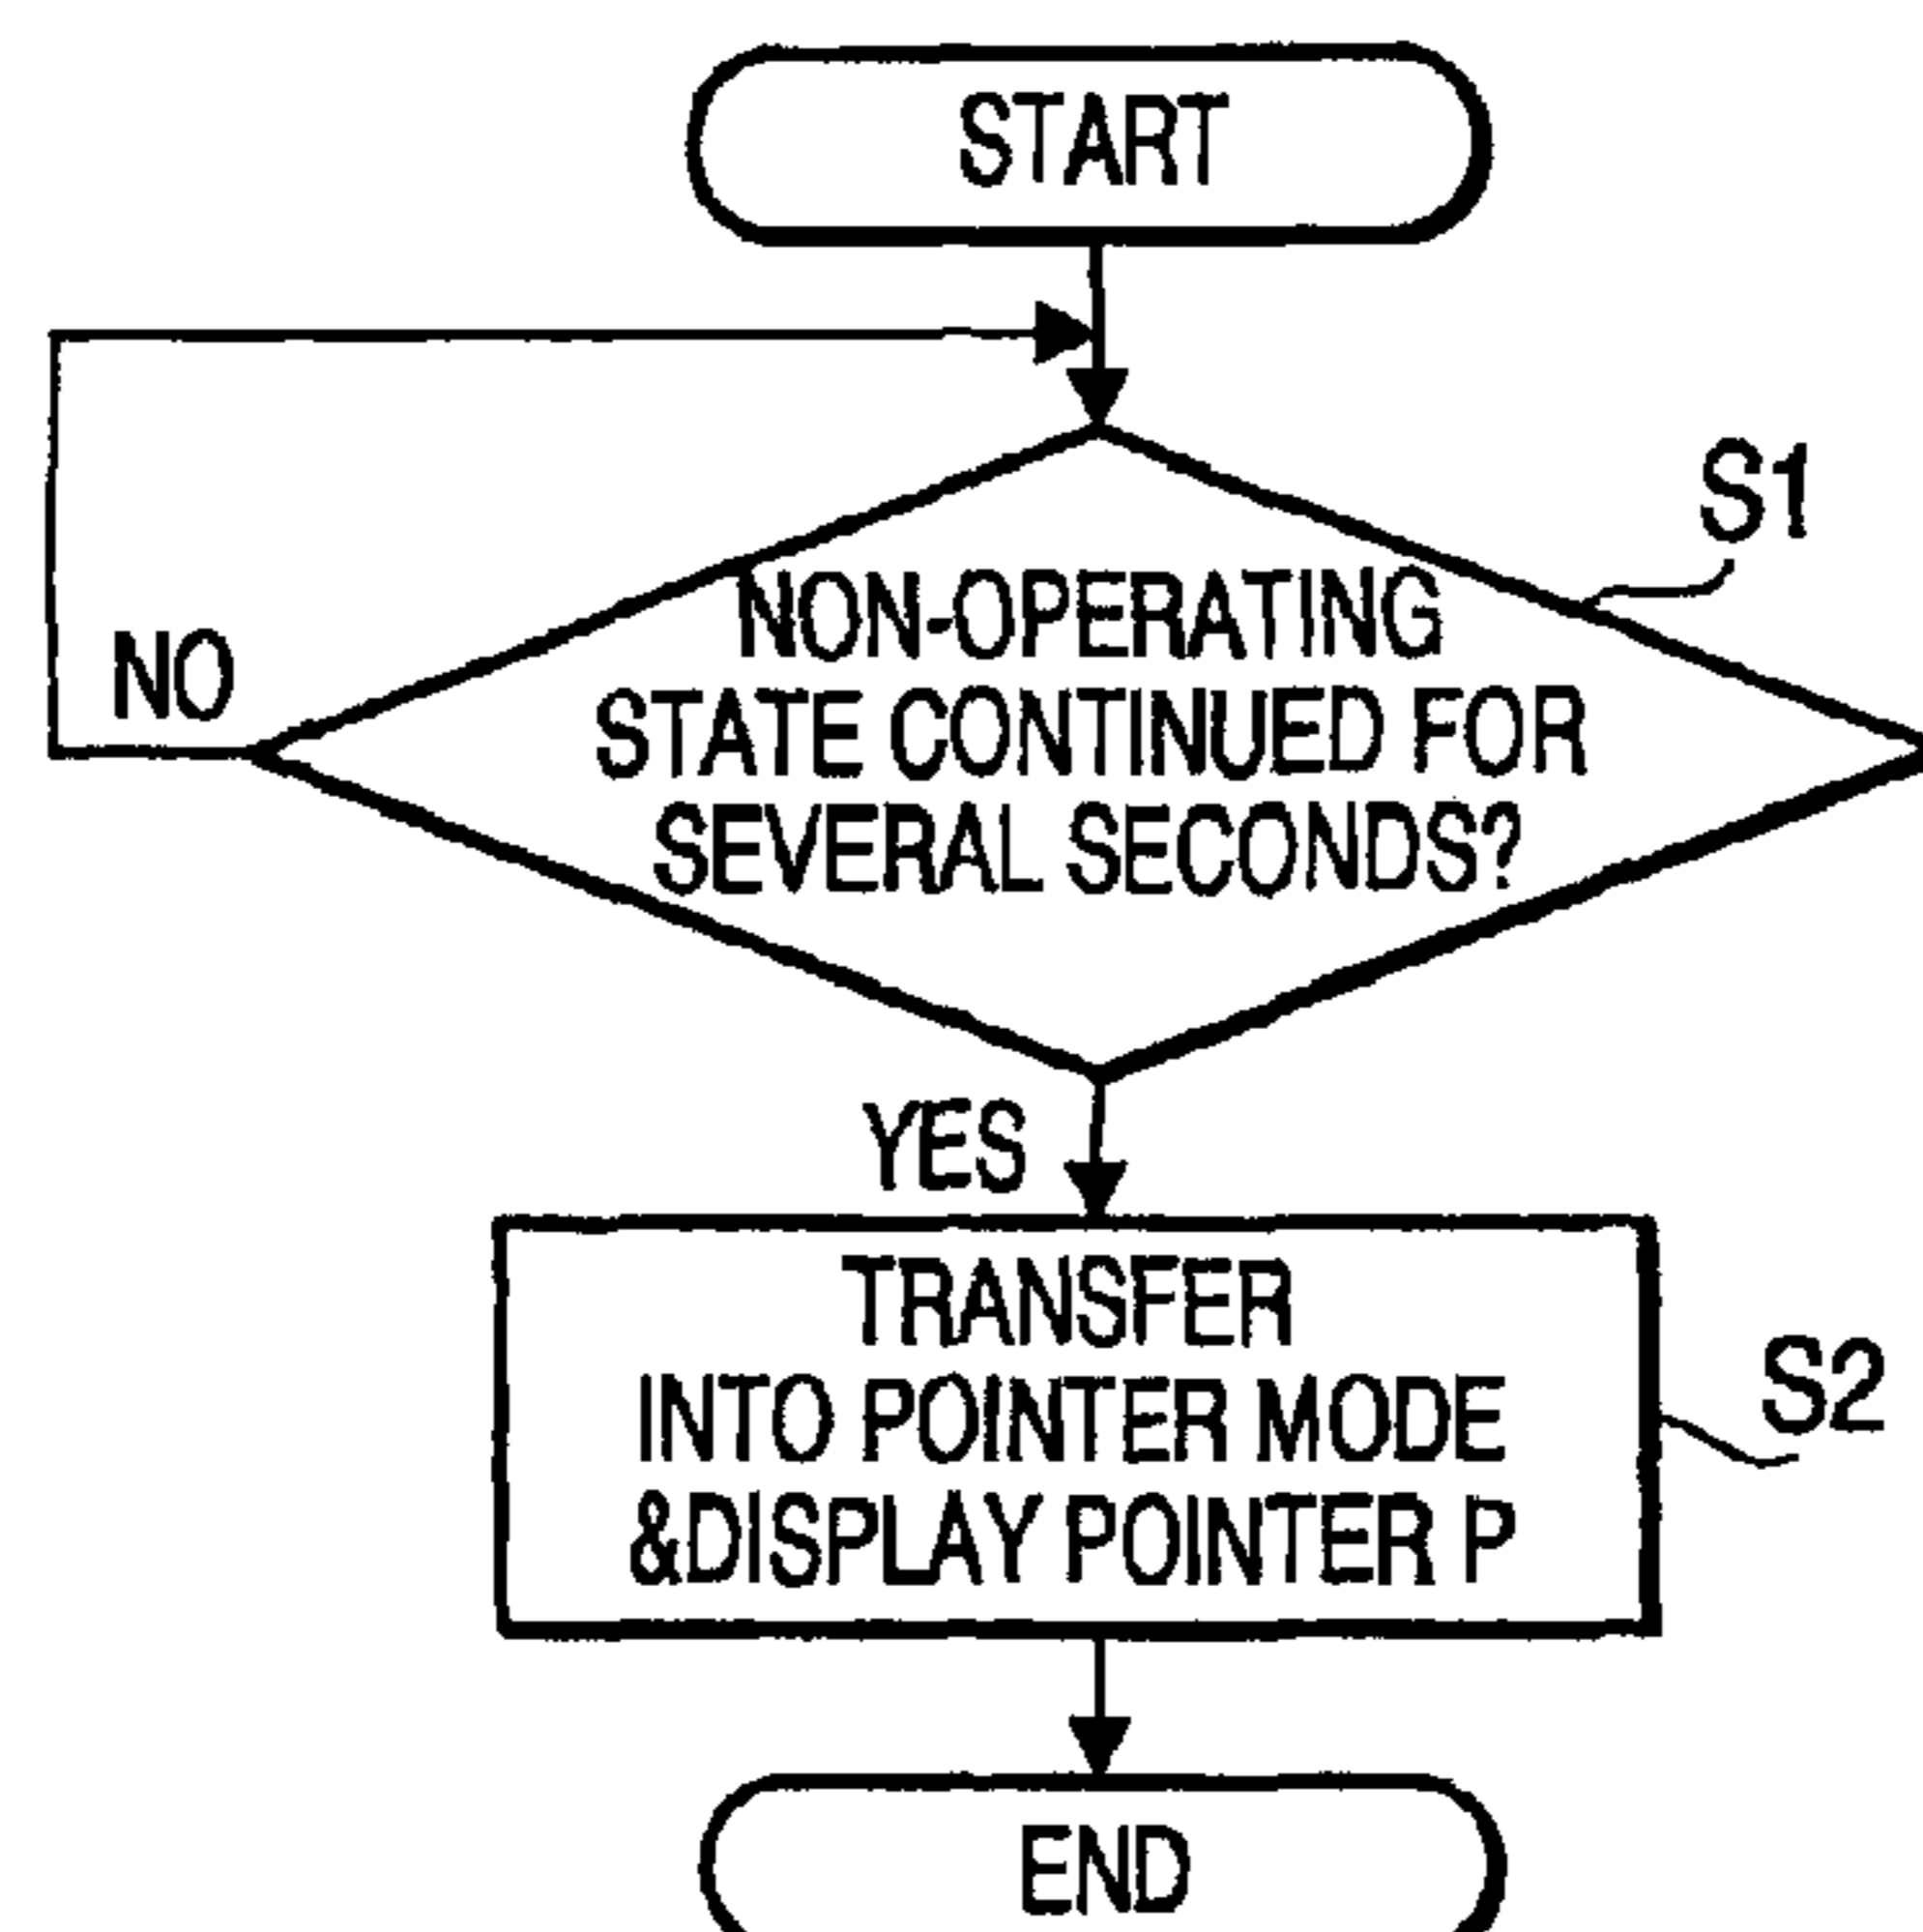 START
S1
NON-OPERATING
STATE CONTINUED FOR
SEVERAL SECONDS?
NO
YES
TRANSFER
INTO POINTER MODE
&DISPLAY POINTER P
S2
END